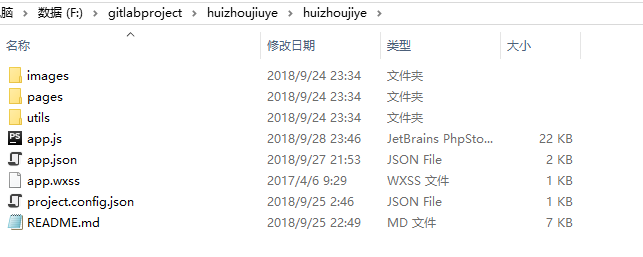 脑 › 数据 (F:) › gitlabproject › huizhoujiuye › huizhoujiye ›
名称 修改日期 类型 大小
images 2018/9/24 23:34 文件夹
pages 2018/9/24 23:34 文件夹
utils 2018/9/24 23:34 文件夹
app.js 2018/9/28 23:46 JetBrains PhpSto... 22 KB
app.json 2018/9/27 21:53 JSON File 2 KB
app.wxss 2017/4/6 9:29 WXSS 文件 1 KB
project.config.json 2018/9/25 2:46 JSON File 1 KB
README.md 2018/9/25 22:49 MD 文件 7 KB